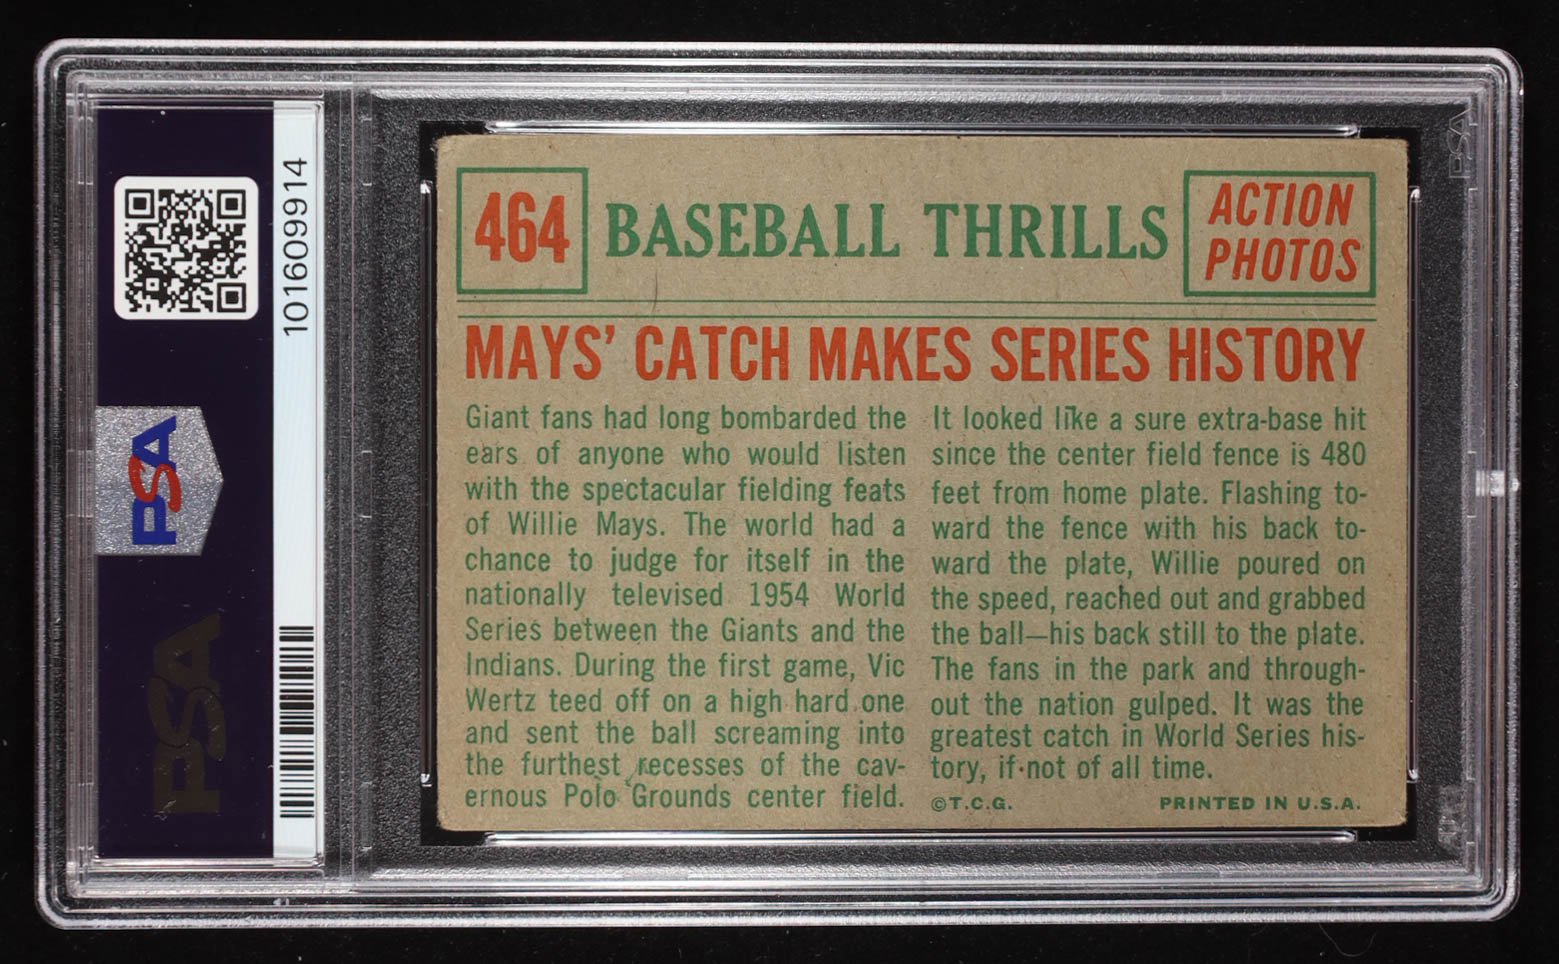 101609914
PSA
PSA
464
BASEBALL THRILLS
ACTION
PHOTOS
MAYS' CATCH MAKES SERIES HISTORY
Giant fans had long bombarded the
ears of anyone who would listen
with the spectacular fielding feats
of Willie Mays. The world had a
chance to judge for itself in the
nationally televised 1954 World
Series between the Giants and the
Indians. During the first game, Vic
Wertz teed off on a high hard one
and sent the ball screaming into
the furthest recesses of the cav-
ernous Polo Grounds center field.
It looked like a sure extra-base hit
since the center field fence is 480
feet from home plate. Flashing to-
ward the fence with his back to-
ward the plate, Willie poured on
the speed, reached out and grabbed
the ball—his back still to the plate.
The fans in the park and through-
out the nation gulped. It was the
greatest catch in World Series his-
tory, if not of all time.
©T.C.G.
PRINTED IN U.S.A.
PSA